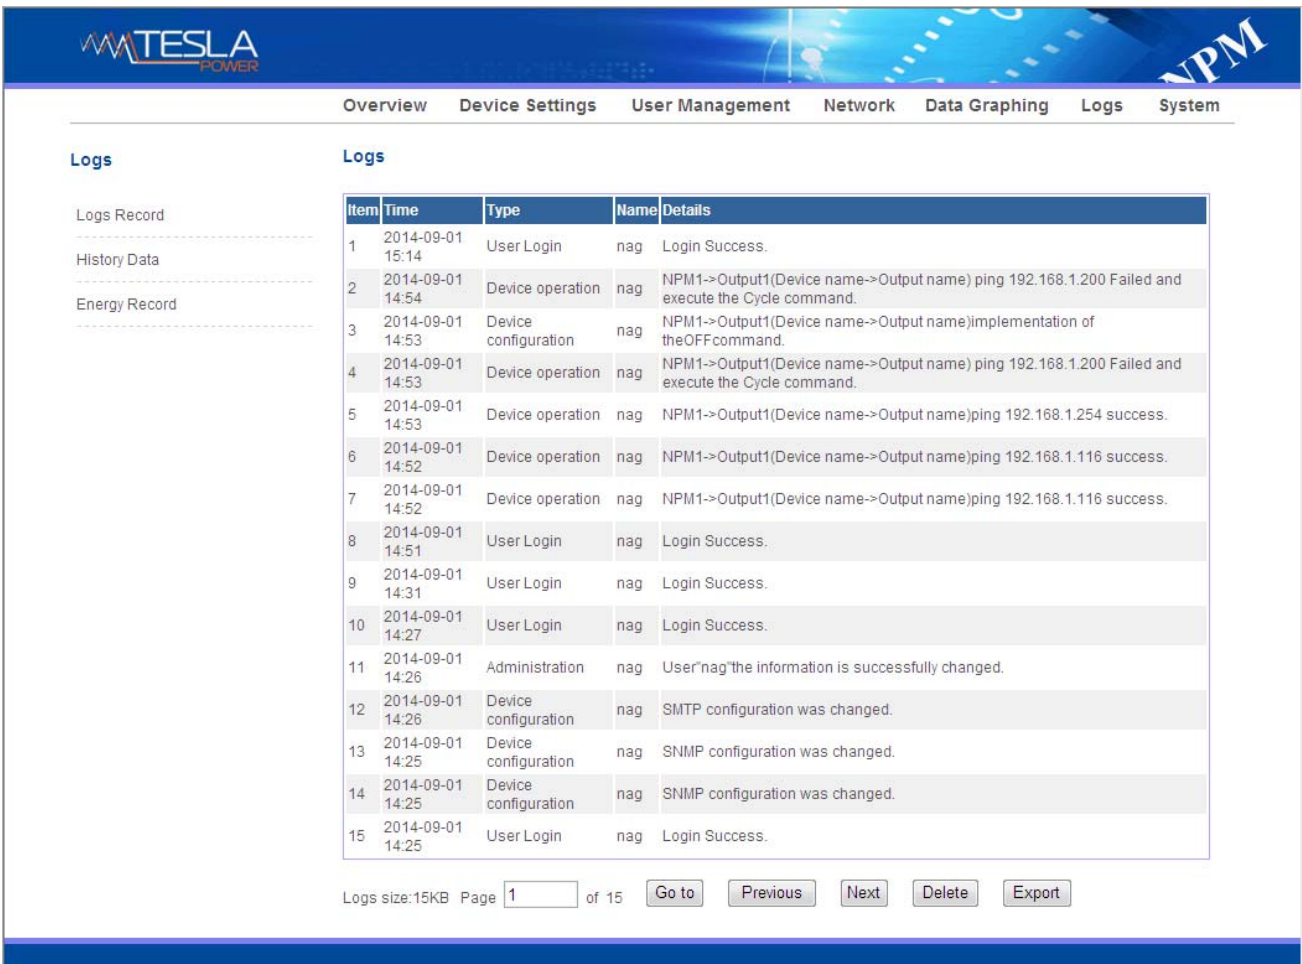 TESLA
POWER
NPM
Overview Device Settings User Management Network Data Graphing Logs System
Logs
Logs Record
History Data
Energy Record
Logs
Item Time Type Name Details
1 2014-09-01 15:14 User Login nag Login Success.
2 2014-09-01 14:54 Device operation nag NPM1->Output1(Device name->Output name) ping 192.168.1.200 Failed and
execute the Cycle command.
3 2014-09-01 14:53 Device configuration nag NPM1->Output1(Device name->Output name)implementation of
theOFFcommand.
4 2014-09-01 14:53 Device operation nag NPM1->Output1(Device name->Output name) ping 192.168.1.200 Failed and
execute the Cycle command.
5 2014-09-01 14:53 Device operation nag NPM1->Output1(Device name->Output name)ping 192.168.1.254 success.
6 2014-09-01 14:52 Device operation nag NPM1->Output1(Device name->Output name)ping 192.168.1.116 success.
7 2014-09-01 14:52 Device operation nag NPM1->Output1(Device name->Output name)ping 192.168.1.116 success.
8 2014-09-01 14:51 User Login nag Login Success.
9 2014-09-01 14:31 User Login nag Login Success.
10 2014-09-01 14:27 User Login nag Login Success.
11 2014-09-01 14:26 Administration nag User"nag"the information is successfully changed.
12 2014-09-01 14:26 Device configuration nag SMTP configuration was changed.
13 2014-09-01 14:25 Device configuration nag SNMP configuration was changed.
14 2014-09-01 14:25 Device configuration nag SNMP configuration was changed.
15 2014-09-01 14:25 User Login nag Login Success.
Logs size:15KB Page 1 of 15 Go to Previous Next Delete Export